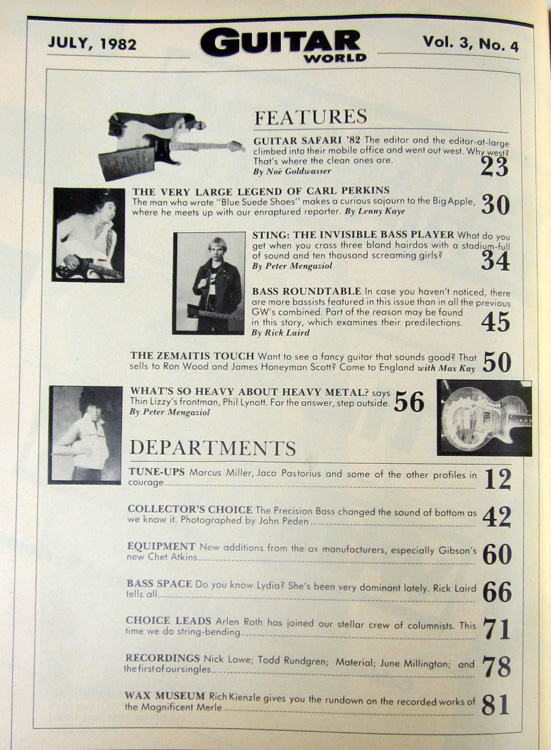 JULY, 1982
GUITAR
WORLD
Vol. 3, No. 4
FEATURES
GUITAR SAFARI '82 The editor and the editor-at-large
climbed into their mobile office and went out west. Why west?
That's where the clean ones are.
By Noë Goldwasser
23
THE VERY LARGE LEGEND OF CARL PERKINS
The man who wrote "Blue Suede Shoes" makes a curious sojourn to the Big Apple,
where he meets up with our enraptured reporter. By Lenny Kaye
30
STING: THE INVISIBLE BASS PLAYER What do you
get when you cross three blond hairdos with a stadium-full
of sound and ten thousand screaming girls?
By Peter Mengaziol
34
BASS ROUNDTABLE In case you haven't noticed, there
are more bassists featured in this issue than in all the previous
GW's combined. Part of the reason may be found
in this story, which examines their predilections.
By Rick Laird
45
THE ZEMAITIS TOUCH Want to see a fancy guitar that sounds good? That
sells to Ron Wood and James Honeyman Scott? Come to England with Max Kay
50
WHAT'S SO HEAVY ABOUT HEAVY METAL? says
Thin Lizzy's frontman, Phil Lynott. For the answer, step outside.
By Peter Mengaziol
56
DEPARTMENTS
TUNE-UPS Marcus Miller, Jaco Pastorius and some of the other profiles in
courage
12
COLLECTOR'S CHOICE The Precision Bass changed the sound of bottom as
we know it. Photographed by John Peden
42
EQUIPMENT New additions from the ax manufacturers, especially Gibson's
new Chet Atkins
60
BASS SPACE Do you know Lydia? She's been very dominant lately. Rick Laird
tells all
66
CHOICE LEADS Arlen Roth has joined our stellar crew of columnists. This
time we do string-bending
71
RECORDINGS Nick Lowe; Todd Rundgren; Material; June Millington; and
the first of our singles
78
WAX MUSEUM Rich Kienzle gives you the rundown on the recorded works of
the Magnificent Merle
81